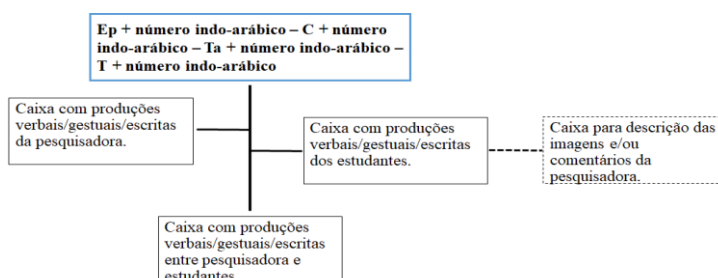 Ep + número indo-arábico – C + número
indo-arábico – Ta + número indo-arábico –
T + número indo-arábico
Caixa com produções
verbais/gestuais/escritas
da pesquisadora.
Caixa com produções
verbais/gestuais/escritas
dos estudantes.
Caixa para descrição das
imagens e/ou
comentários da
pesquisadora.
Caixa com produções
verbais/gestuais/escritas
entre pesquisadora e
estudantes